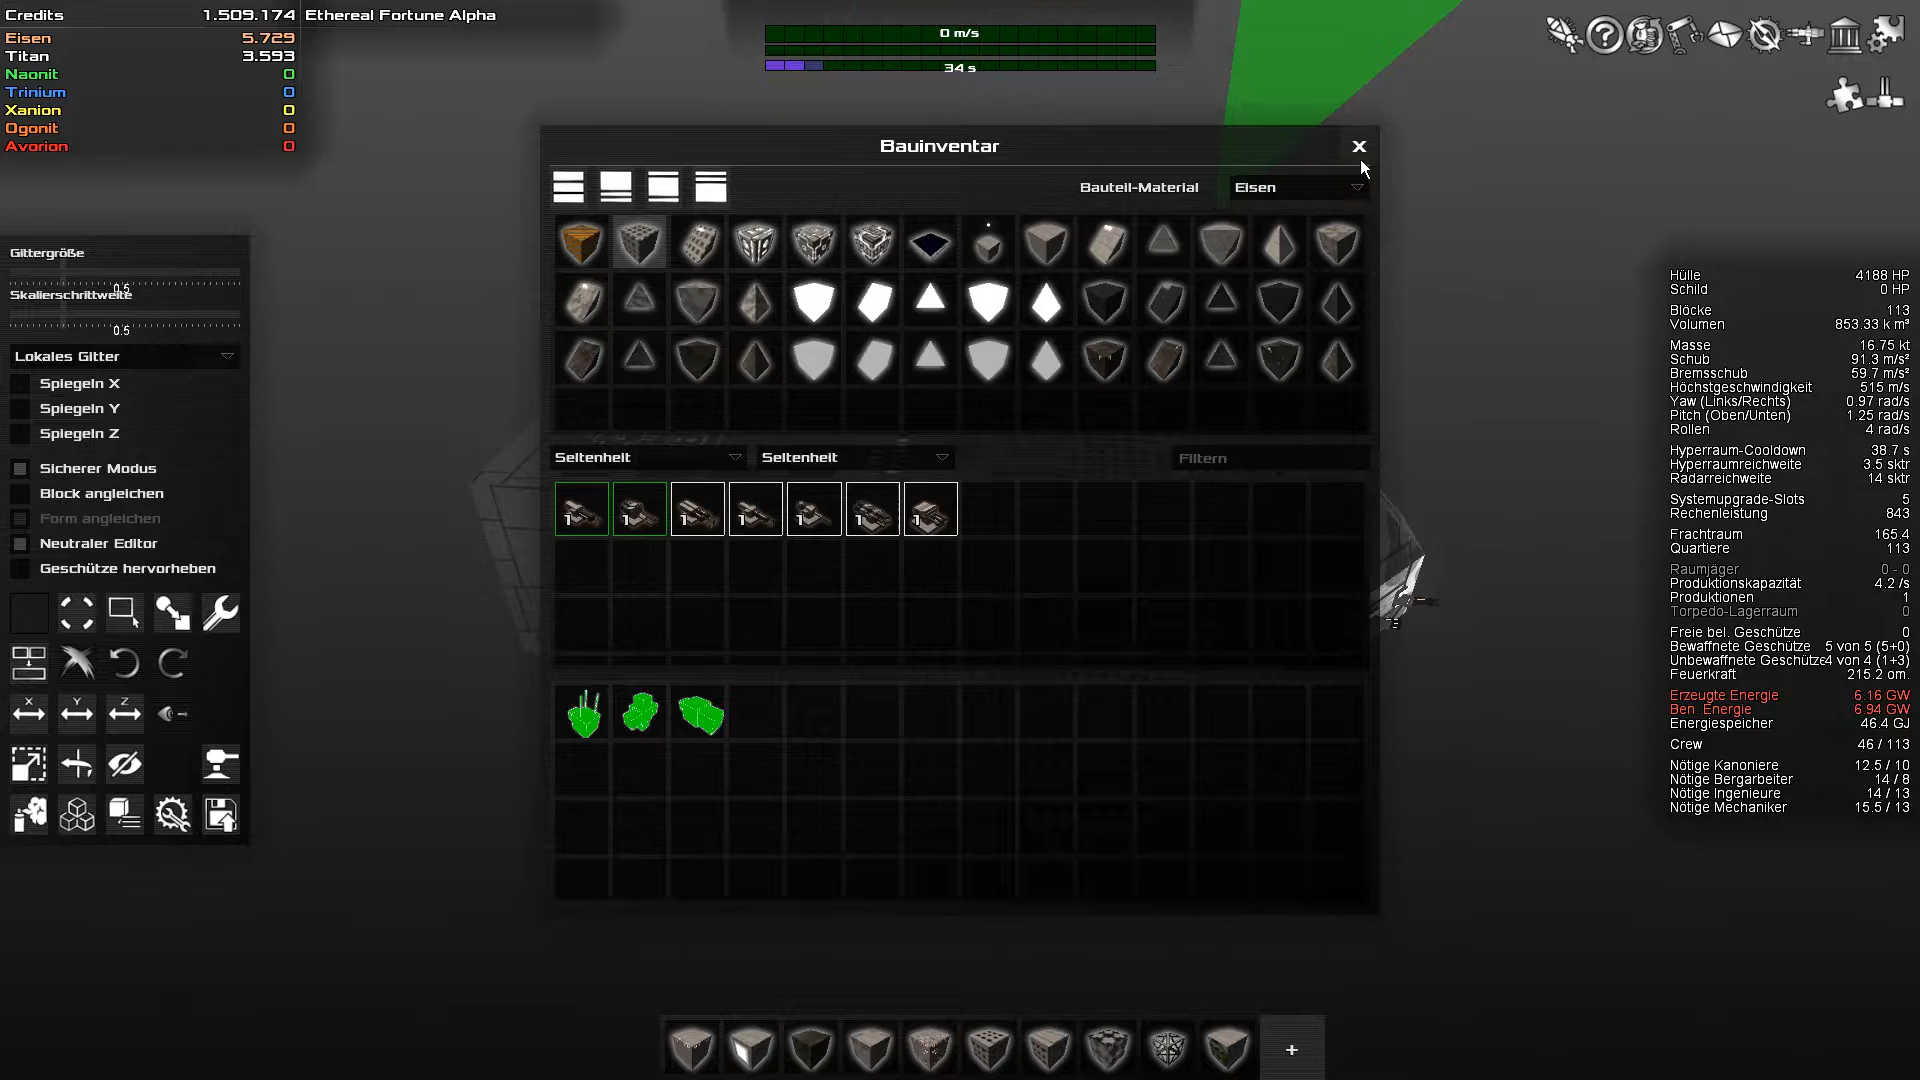 Credits 1.509.174 Ethereal Fortune Alpha
Eisen 5.729
Titan 3.593
Naonit 0
Trinium 0
Xanion 0
Ogonit 0
Avorion 0
0 m/s
34 s
Gittergröße
0.5
Skalierschrittweite
0.5
Lokales Gitter
Spiegeln X
Spiegeln Y
Spiegeln Z
Sicherer Modus
Block angleichen
Form angleichen
Neutraler Editor
Geschütze hervorheben
X Y Z
Bauinventar X
Bauteil-Material Eisen
Seltenheit Seltenheit Filtern
1 1 1 1 1 1 1
+
Hülle 4188 HP
Schild 0 HP
Blöcke 113
Volumen 853.33 k m³
Masse 16.75 kt
Schub 91.3 m/s²
Bremsschub 59.7 m/s²
Höchstgeschwindigkeit 515 m/s
Yaw (Links/Rechts) 0.97 rad/s
Pitch (Oben/Unten) 1.25 rad/s
Rollen 4 rad/s
Hyperraum-Cooldown 38.7 s
Hyperraumreichweite 3.5 sktr
Radarreichweite 14 sktr
Systemupgrade-Slots 5
Rechenleistung 843
Frachtraum 165.4
Quartiere 113
Raumjäger 0 - 0
Produktionskapazität 4.2 /s
Produktionen 1
Torpedo-Lagerraum 0
Freie bel. Geschütze 0
Bewaffnete Geschütze 5 von 5 (5+0)
Unbewaffnete Geschütze 4 von 4 (1+3)
Feuerkraft 215.2 om.
Erzeugte Energie 6.16 GW
Ben. Energie 6.94 GW
Energiespeicher 46.4 GJ
Crew 46 / 113
Nötige Kanoniere 12.5 / 10
Nötige Bergarbeiter 14 / 8
Nötige Ingenieure 14 / 13
Nötige Mechaniker 15.5 / 13